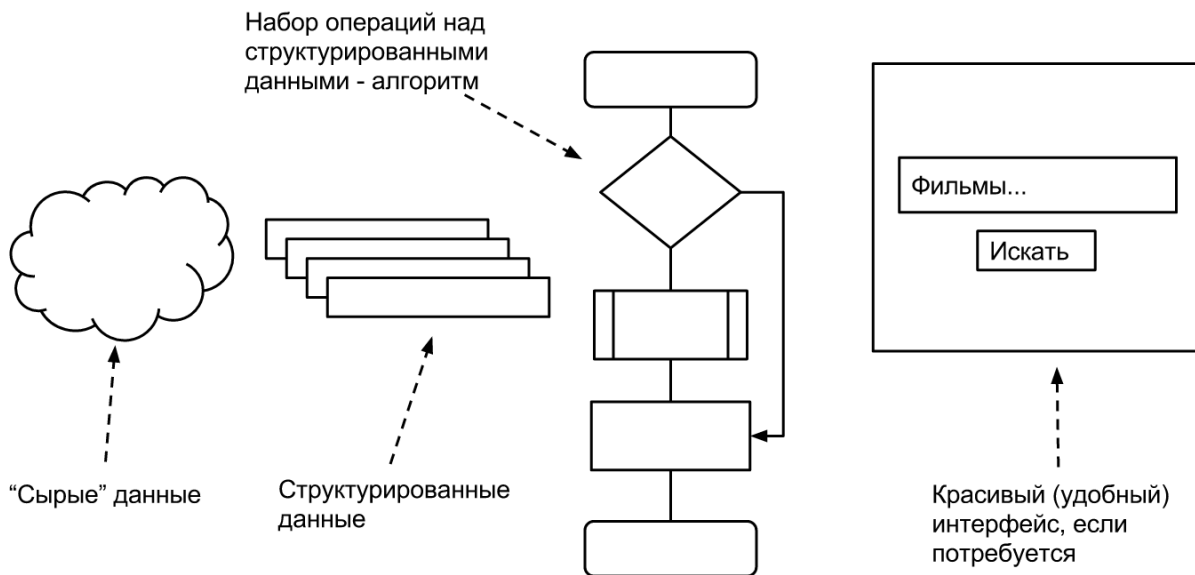 Набор операций над
структурированными
данными - алгоритм
Фильмы...
Искать
“Сырые” данные
Структурированные
данные
Красивый (удобный)
интерфейс, если
потребуется